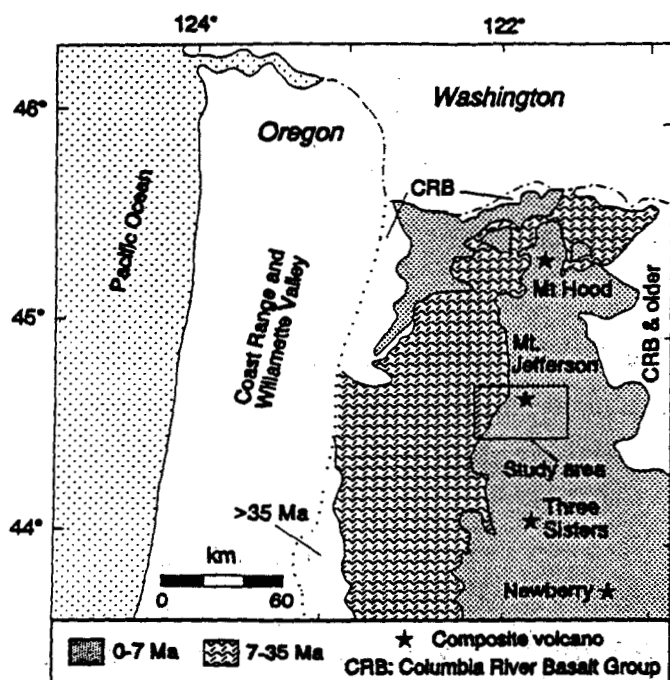 124°
122°
46°
Washington
Oregon
CRB
Pacific Ocean
Coast Range and
Willamette Valley
Mt Hood
45°
CRB & older
Mt.
Jefferson
Study area
>35 Ma
44°
Three
Sisters
km
0
60
Newberry
0-7 Ma
7-35 Ma
Composite volcano
CRB: Columbia River Basalt Group